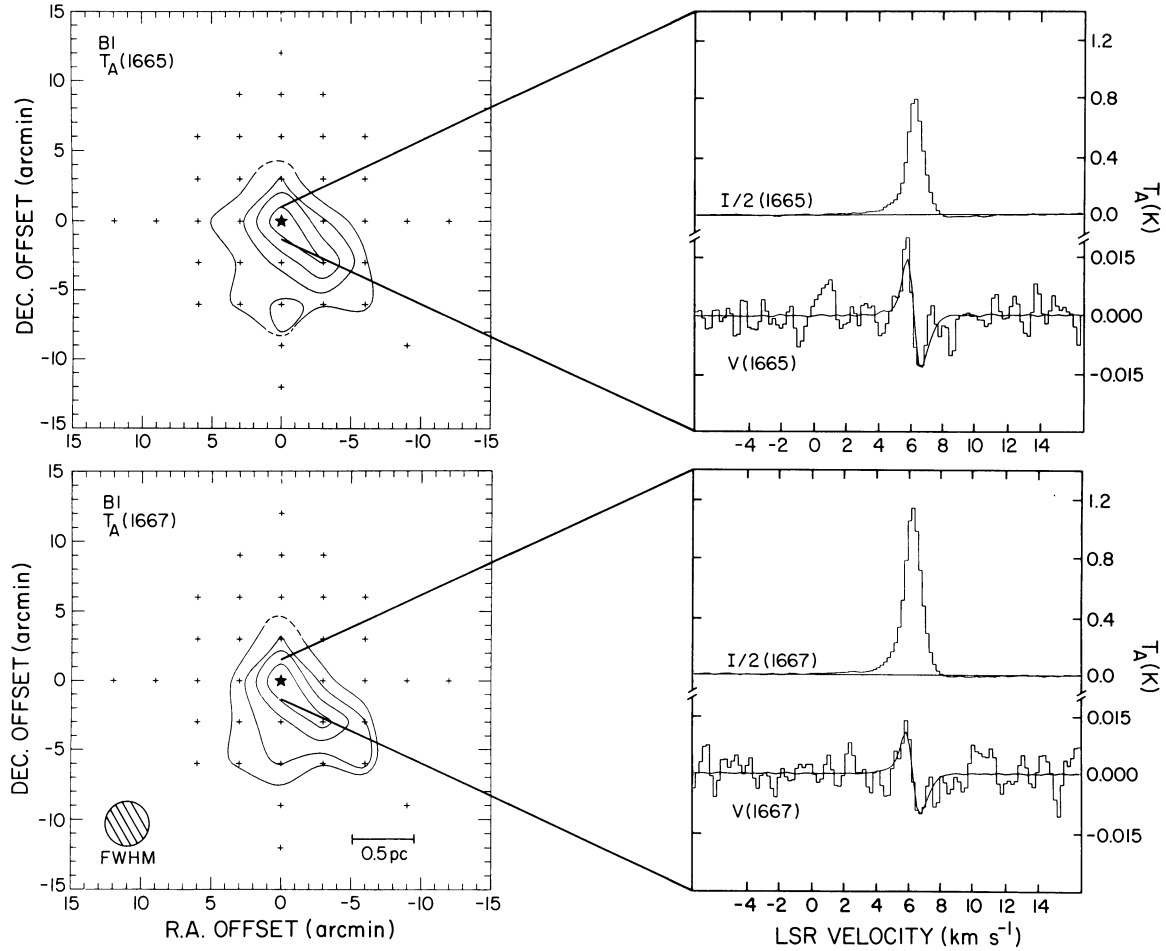 B1
T_A(1665)
15
10
5
0
-5
-10
-15
DEC. OFFSET (arcmin)
15 10 5 0 -5 -10 -15
1.2
0.8
0.4
0.0
0.015
0.000
-0.015
T_A(K)
I/2(1665)
V(1665)
-4 -2 0 2 4 6 8 10 12 14
B1
T_A(1667)
15
10
5
0
-5
-10
-15
DEC. OFFSET (arcmin)
FWHM
0.5 pc
15 10 5 0 -5 -10 -15
R.A. OFFSET (arcmin)
1.2
0.8
0.4
0.0
0.015
0.000
-0.015
T_A(K)
I/2(1667)
V(1667)
-4 -2 0 2 4 6 8 10 12 14
LSR VELOCITY (km s⁻¹)